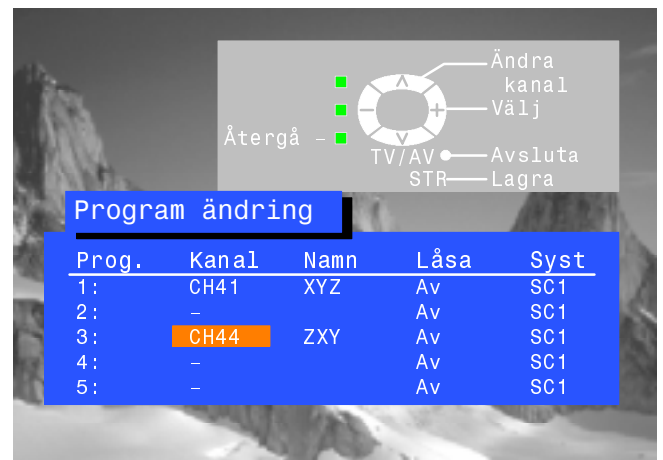 Ändra
kanal
Välj
Återgå –
TV/AV
Avsluta
STR
Lagra
Program ändring
Prog. Kanal Namn Låsa Syst
1: CH41 XYZ Av SC1
2: – Av SC1
3: CH44 ZXY Av SC1
4: – Av SC1
5: – Av SC1